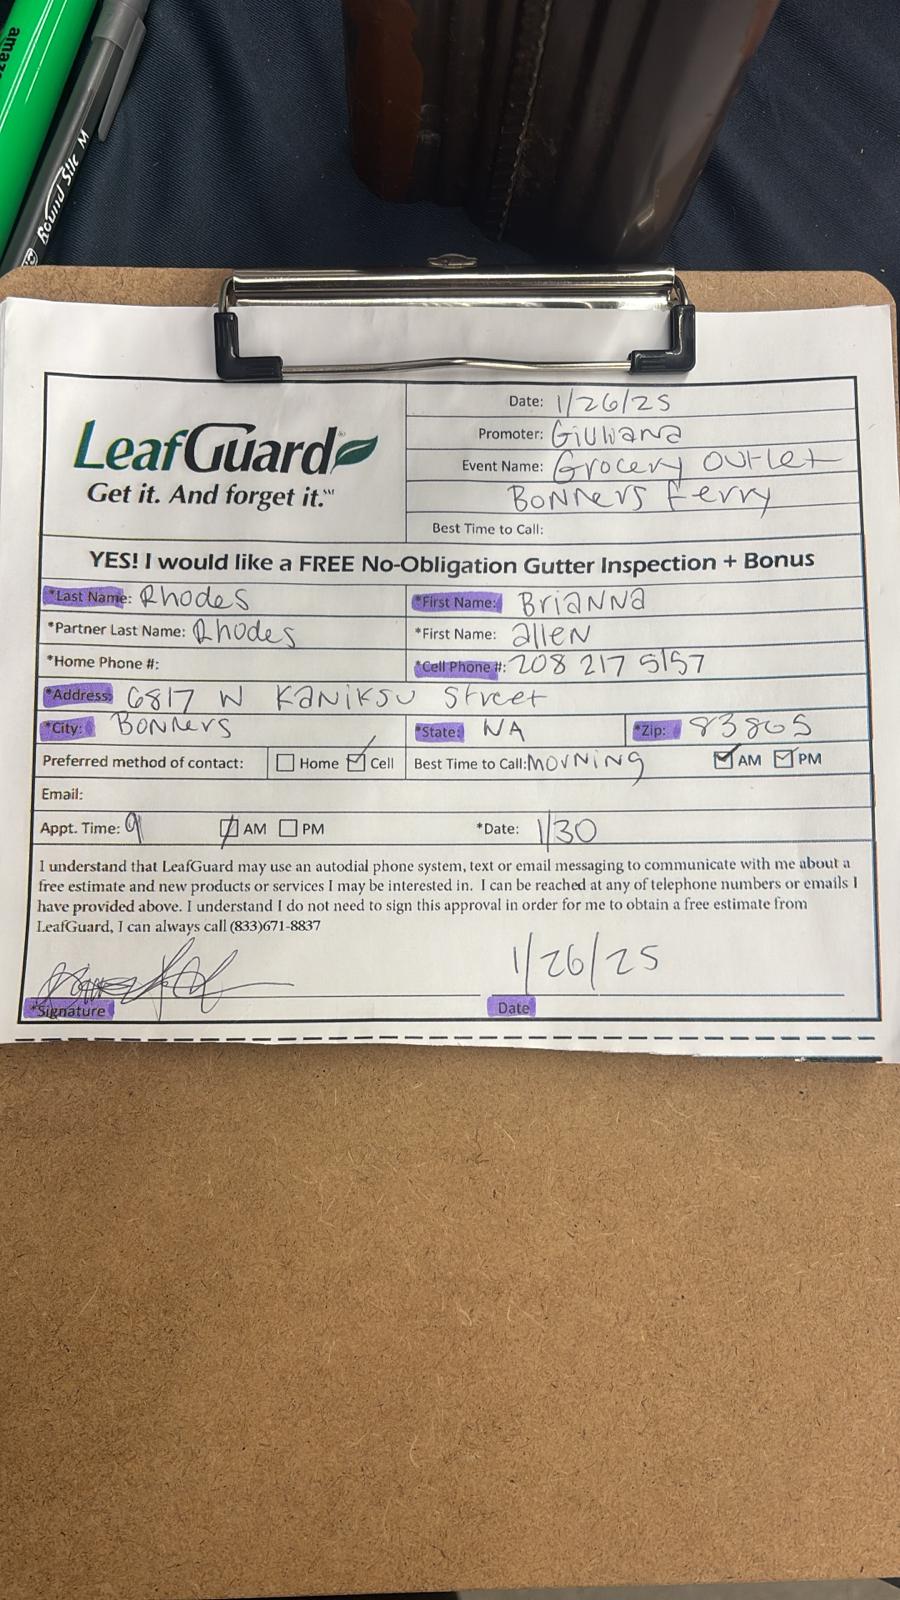 amaz
Round Stic M
Date: 1/26/25
Promoter: Giuliana
LeafGuard®
Event Name: Grocery Outlet
Get it. And forget it.℠
Bonners Ferry
Best Time to Call:
YES! I would like a FREE No-Obligation Gutter Inspection + Bonus
*Last Name: Rhodes *First Name: Brianna
*Partner Last Name: Rhodes *First Name: allen
*Home Phone #: *Cell Phone #: 208 217 5157
*Address: 6817 W Kaniksu Street
*City: Bonners *State: NA *Zip: 83805
Preferred method of contact: Home Cell Best Time to Call: Morning AM PM
Email:
Appt. Time: 9 AM PM *Date: 1/30
I understand that LeafGuard may use an autodial phone system, text or email messaging to communicate with me about a
free estimate and new products or services I may be interested in. I can be reached at any of telephone numbers or emails I
have provided above. I understand I do not need to sign this approval in order for me to obtain a free estimate from
LeafGuard, I can always call (833)671-8837
1/26/25
*Signature Date